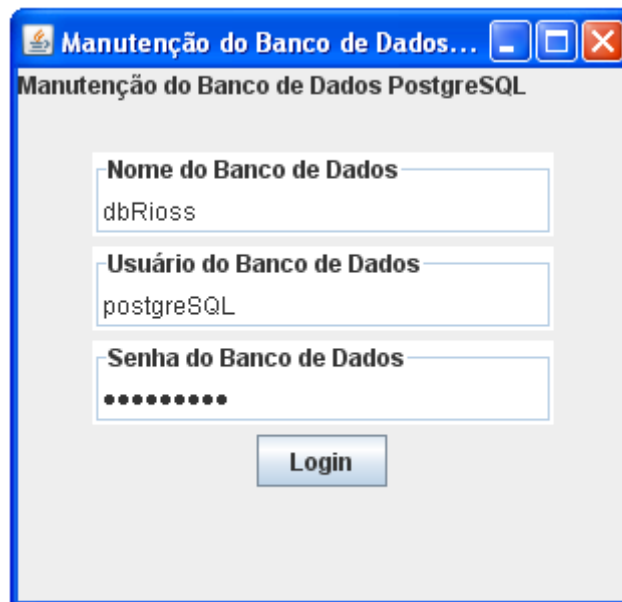 Manutenção do Banco de Dados...
Manutenção do Banco de Dados PostgreSQL
Nome do Banco de Dados
dbRioss
Usuário do Banco de Dados
postgreSQL
Senha do Banco de Dados
•••••••••
Login